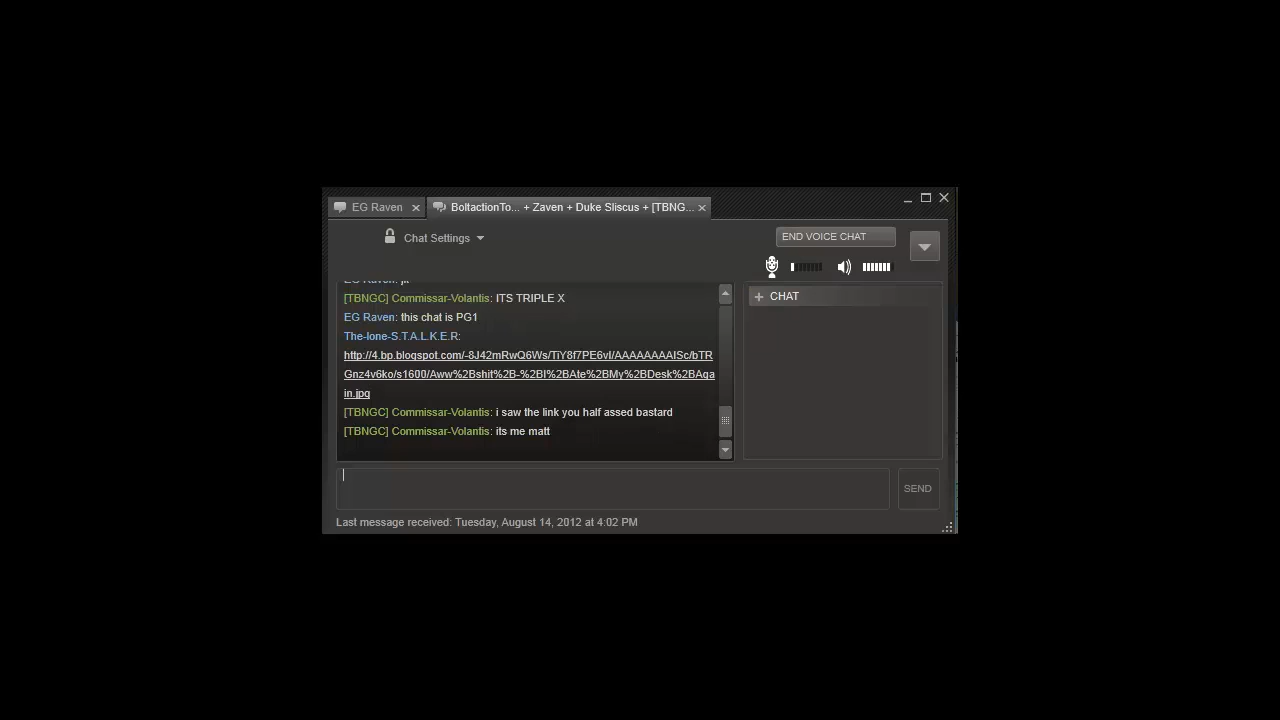 EG Raven
BoltactionTo... + Zaven + Duke Sliscus + [TBNG...
Chat Settings
END VOICE CHAT
EG Raven: jk
[TBNGC] Commissar-Volantis: ITS TRIPLE X
EG Raven: this chat is PG1
The-lone-S.T.A.L.K.E.R:
http://4.bp.blogspot.com/-8J42mRwQ6Ws/TiY8f7PE6vI/AAAAAAAAISc/bTR
Gnz4v6ko/s1600/Aww%2Bshit%2B-%2BI%2BAte%2BMy%2BDesk%2BAga
in.jpg
[TBNGC] Commissar-Volantis: i saw the link you half assed bastard
[TBNGC] Commissar-Volantis: its me matt
CHAT
SEND
Last message received: Tuesday, August 14, 2012 at 4:02 PM